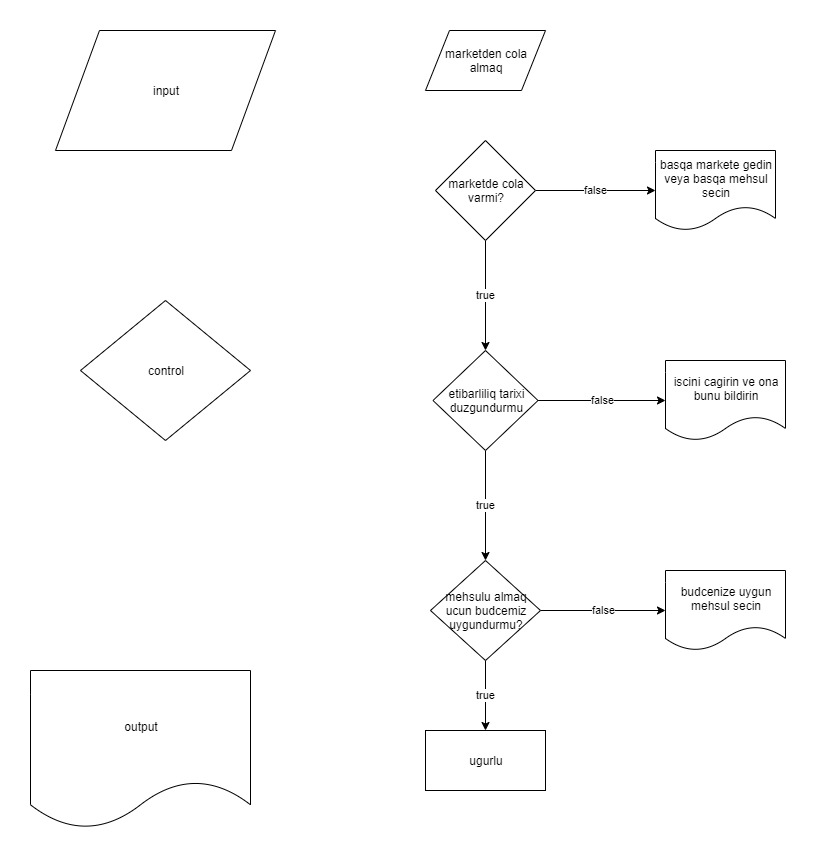 input
marketden cola
almaq
marketde cola
varmi?
false
basqa markete gedin
veya basqa mehsul
secin
true
control
etibarliliq tarixi
duzgundurmu
false
iscini cagirin ve ona
bunu bildirin
true
mehsulu almaq
ucun budcemiz
uygundurmu?
false
budcenize uygun
mehsul secin
true
output
ugurlu